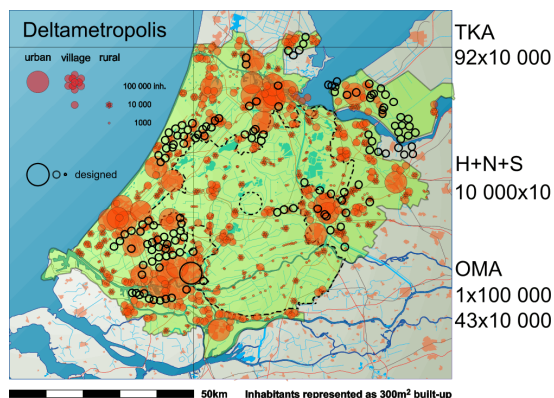 Deltametropolis
urban village rural
100 000 inh.
10 000
1000
designed
TKA
92x10 000
H+N+S
10 000x10
OMA
1x100 000
43x10 000
50km Inhabitants represented as 300m² built-up